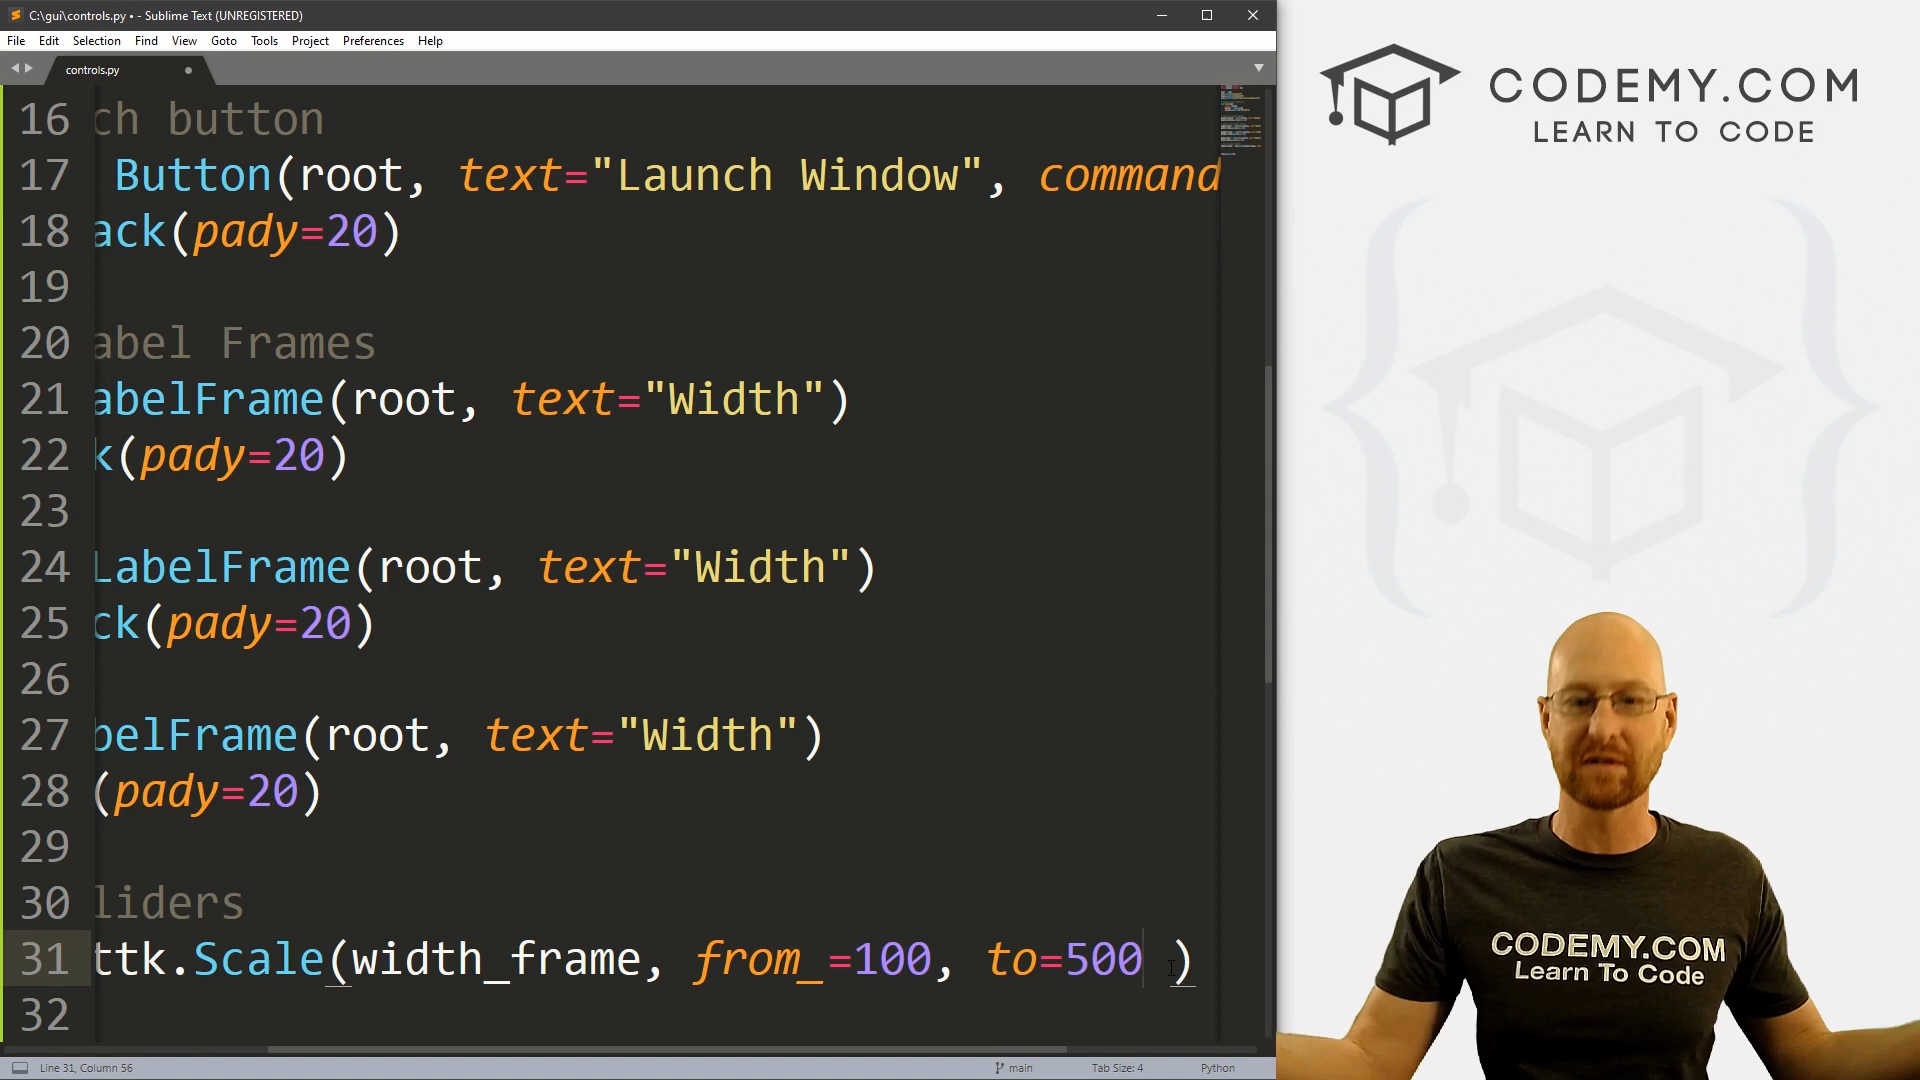 C:\gui\controls.py • - Sublime Text (UNREGISTERED)
File Edit Selection Find View Goto Tools Project Preferences Help
controls.py
16 ch button
17 Button(root, text="Launch Window", command
18 ack(pady=20)
19
20 abel Frames
21 abelFrame(root, text="Width")
22 k(pady=20)
23
24 LabelFrame(root, text="Width")
25 ck(pady=20)
26
27 belFrame(root, text="Width")
28 (pady=20)
29
30 liders
31 ttk.Scale(width_frame, from_=100, to=500 )
32
Line 31, Column 56
main
Tab Size: 4
Python
CODEMY.COM
LEARN TO CODE
CODEMY.COM
Learn To Code